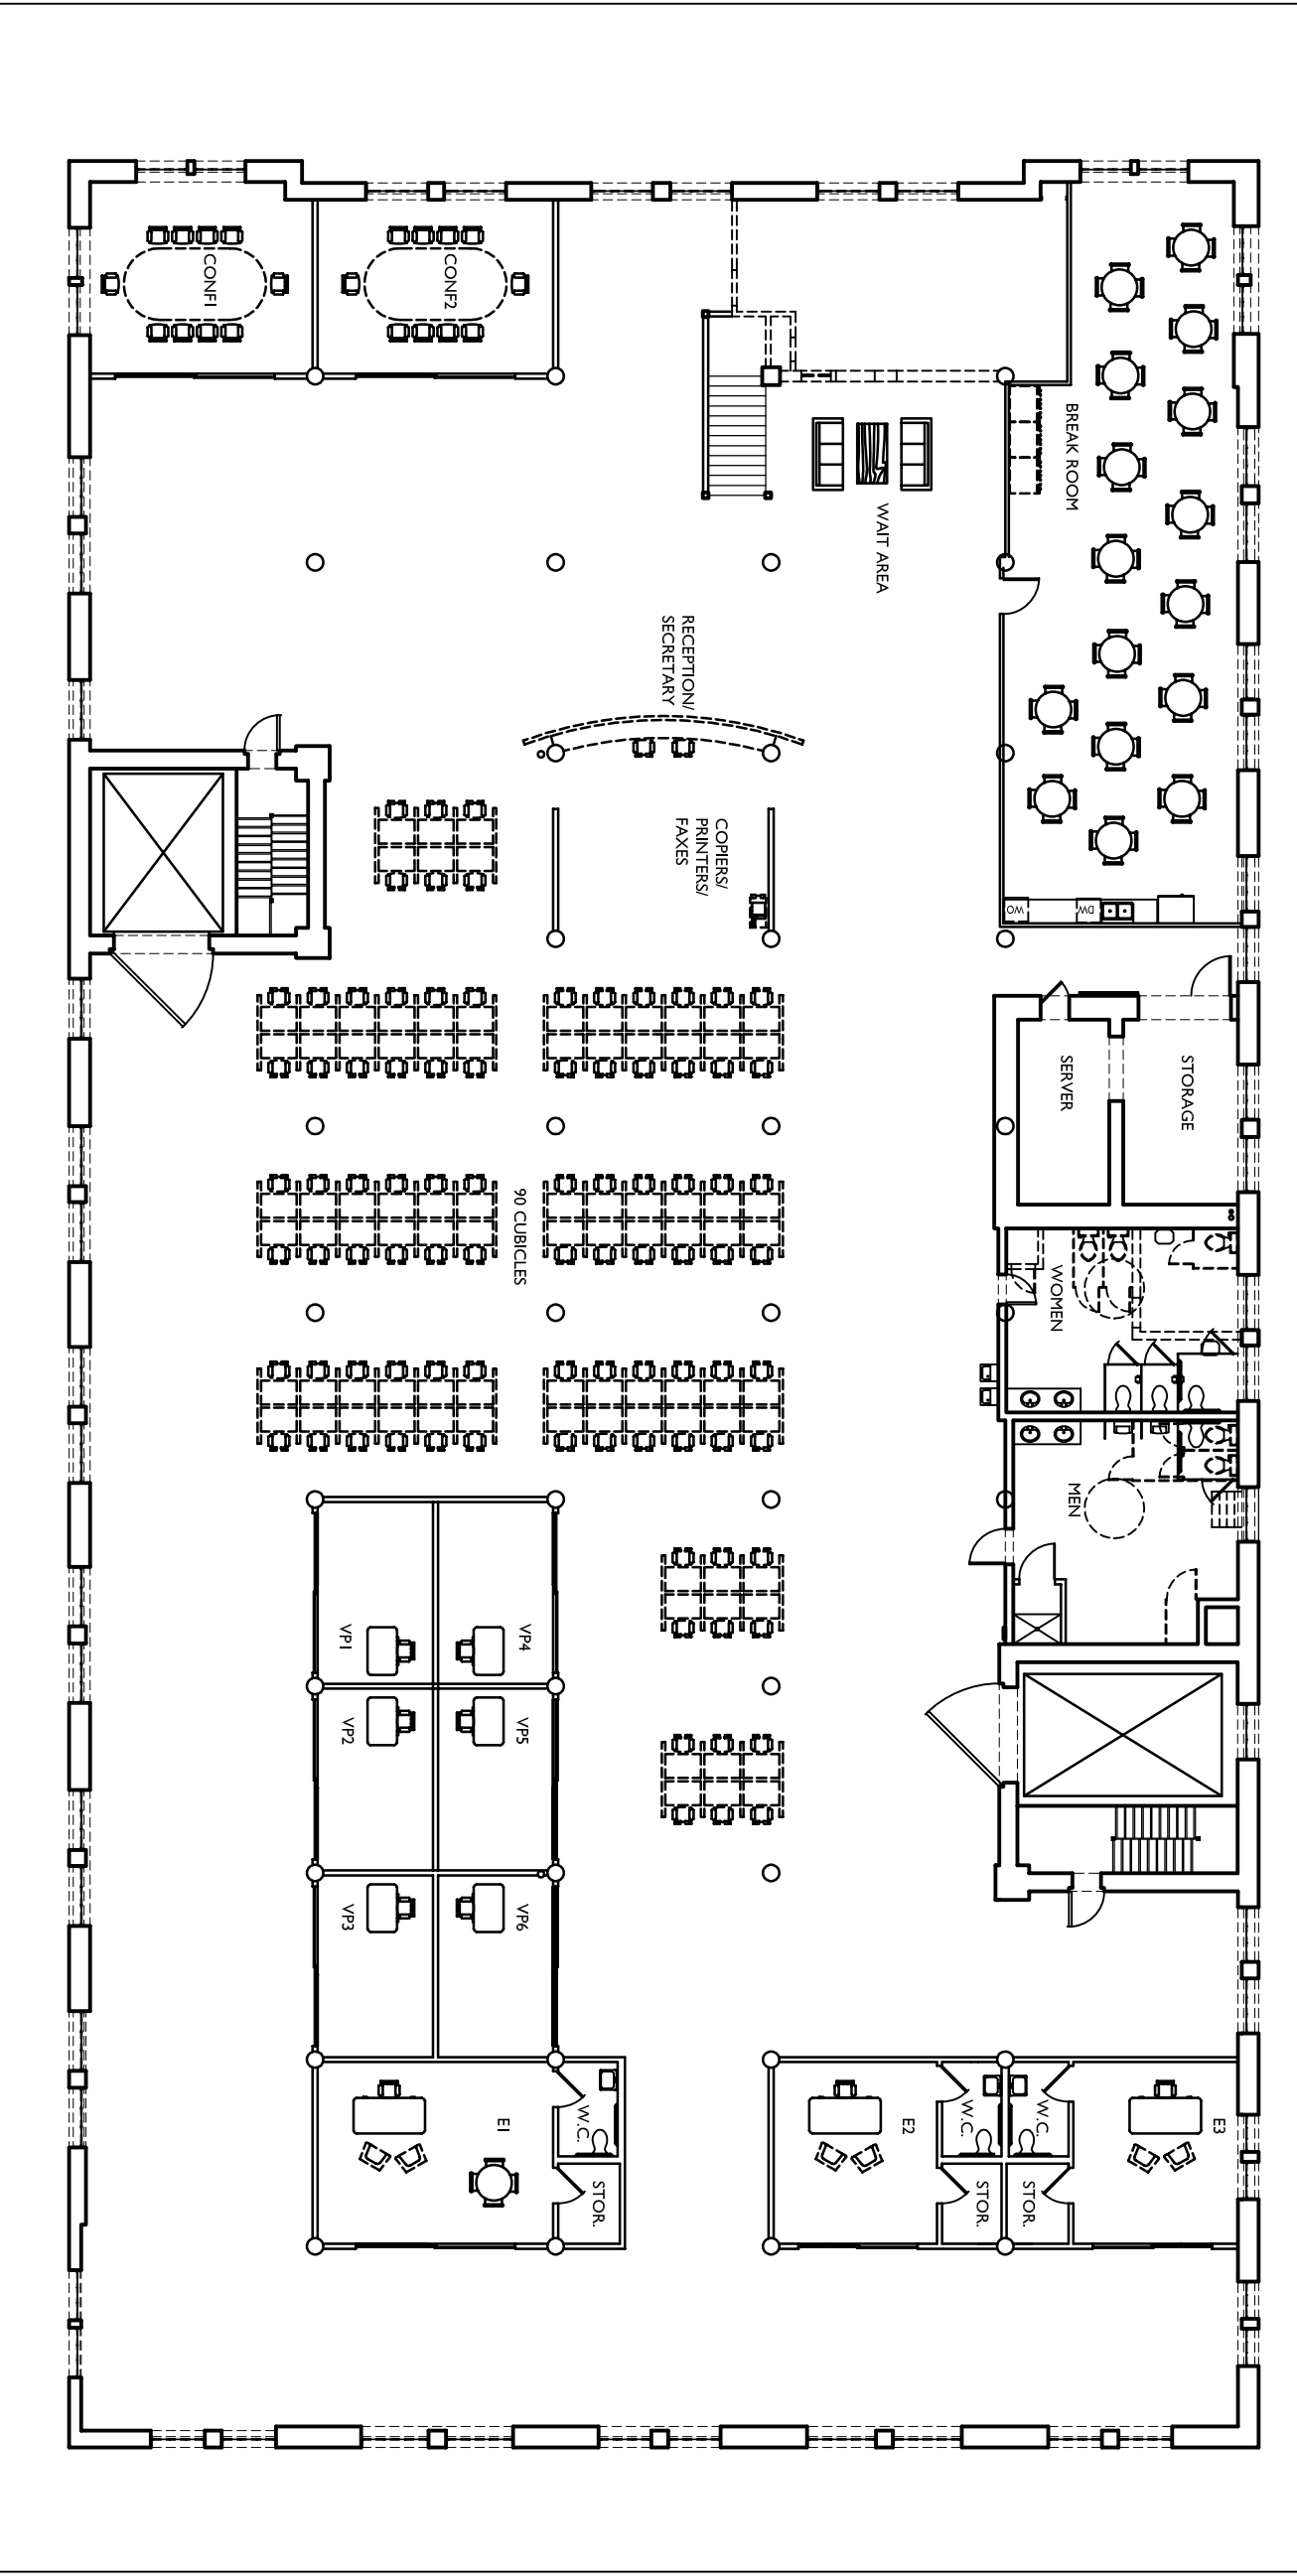 CONF1
CONF2
BREAK ROOM
WAIT AREA
RECEPTION/
SECRETARY
COPIERS/
PRINTERS/
FAXES
WO
DW
SERVER
STORAGE
90 CUBICLES
WOMEN
MEN
VP1
VP4
VP2
VP5
VP3
VP6
E1
W.C.
STOR.
E2
W.C.
STOR.
W.C.
STOR.
E3